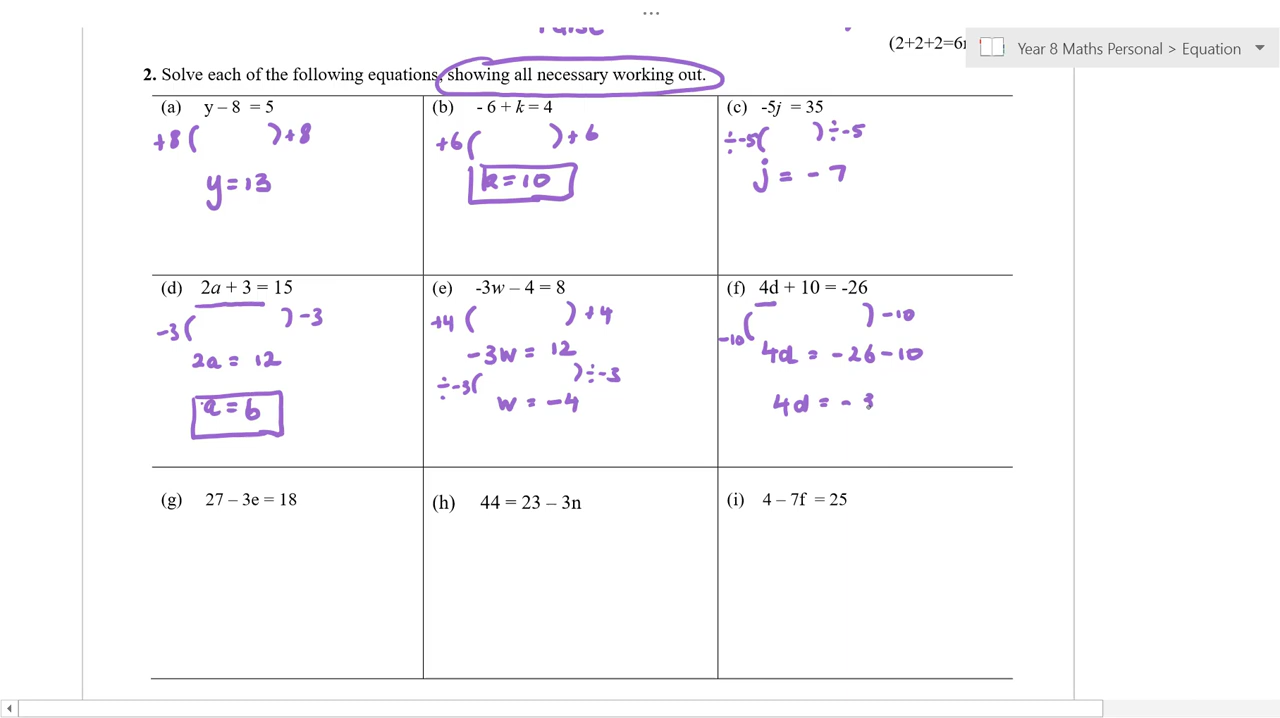 (2+2+2=6
Year 8 Maths Personal > Equation
2. Solve each of the following equations, showing all necessary working out.
(a) y – 8 = 5
+8 ( ) +8
y = 13
(b) - 6 + k = 4
+6 ( ) + 6
k = 10
(c) -5j = 35
÷-5 ( ) ÷-5
j = - 7
(d) 2a + 3 = 15
-3 ( ) -3
2a = 12
a = 6
(e) -3w – 4 = 8
+4 ( ) +4
-3w = 12
÷-3 ( ) ÷-3
w = -4
(f) 4d + 10 = -26
-10 ( ) -10
4d = -26 -10
4d = - 3
(g) 27 – 3e = 18
(h) 44 = 23 – 3n
(i) 4 – 7f = 25